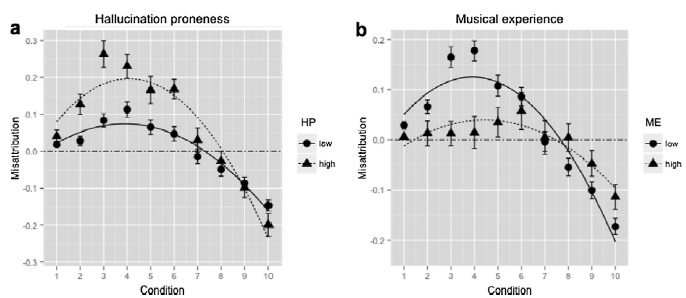 a
Hallucination proneness
0.3
0.2
0.1
0.0
-0.1
-0.2
-0.3
Misattribution
1 2 3 4 5 6 7 8 9 10
Condition
HP
low
high
b
Musical experience
0.2
0.1
0.0
-0.1
-0.2
Misattribution
1 2 3 4 5 6 7 8 9 10
Condition
ME
low
high